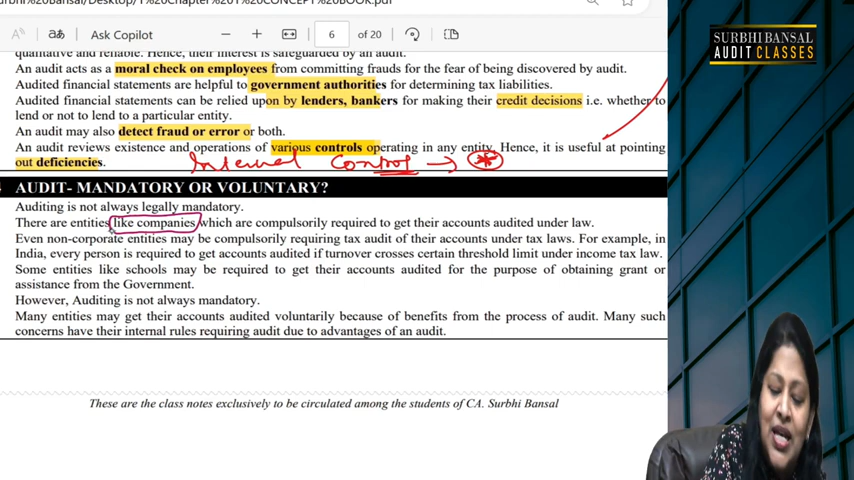 urbhi Bansal/Desktop/1 Chapter 1 CONCEPT BOOK.pdf
Ask Copilot
6 of 20
SURBHI BANSAL
AUDIT CLASSES
qualitative and reliable. Hence, their interest is safeguarded by an audit.
An audit acts as a moral check on employees from committing frauds for the fear of being discovered by audit.
Audited financial statements are helpful to government authorities for determining tax liabilities.
Audited financial statements can be relied upon by lenders, bankers for making their credit decisions i.e. whether to
lend or not to lend to a particular entity.
An audit may also detect fraud or error or both.
An audit reviews existence and operations of various controls operating in any entity. Hence, it is useful at pointing
out deficiencies.
Internal Control
AUDIT- MANDATORY OR VOLUNTARY?
Auditing is not always legally mandatory.
There are entities like companies which are compulsorily required to get their accounts audited under law.
Even non-corporate entities may be compulsorily requiring tax audit of their accounts under tax laws. For example, in
India, every person is required to get accounts audited if turnover crosses certain threshold limit under income tax law.
Some entities like schools may be required to get their accounts audited for the purpose of obtaining grant or
assistance from the Government.
However, Auditing is not always mandatory.
Many entities may get their accounts audited voluntarily because of benefits from the process of audit. Many such
concerns have their internal rules requiring audit due to advantages of an audit.
These are the class notes exclusively to be circulated among the students of CA. Surbhi Bansal